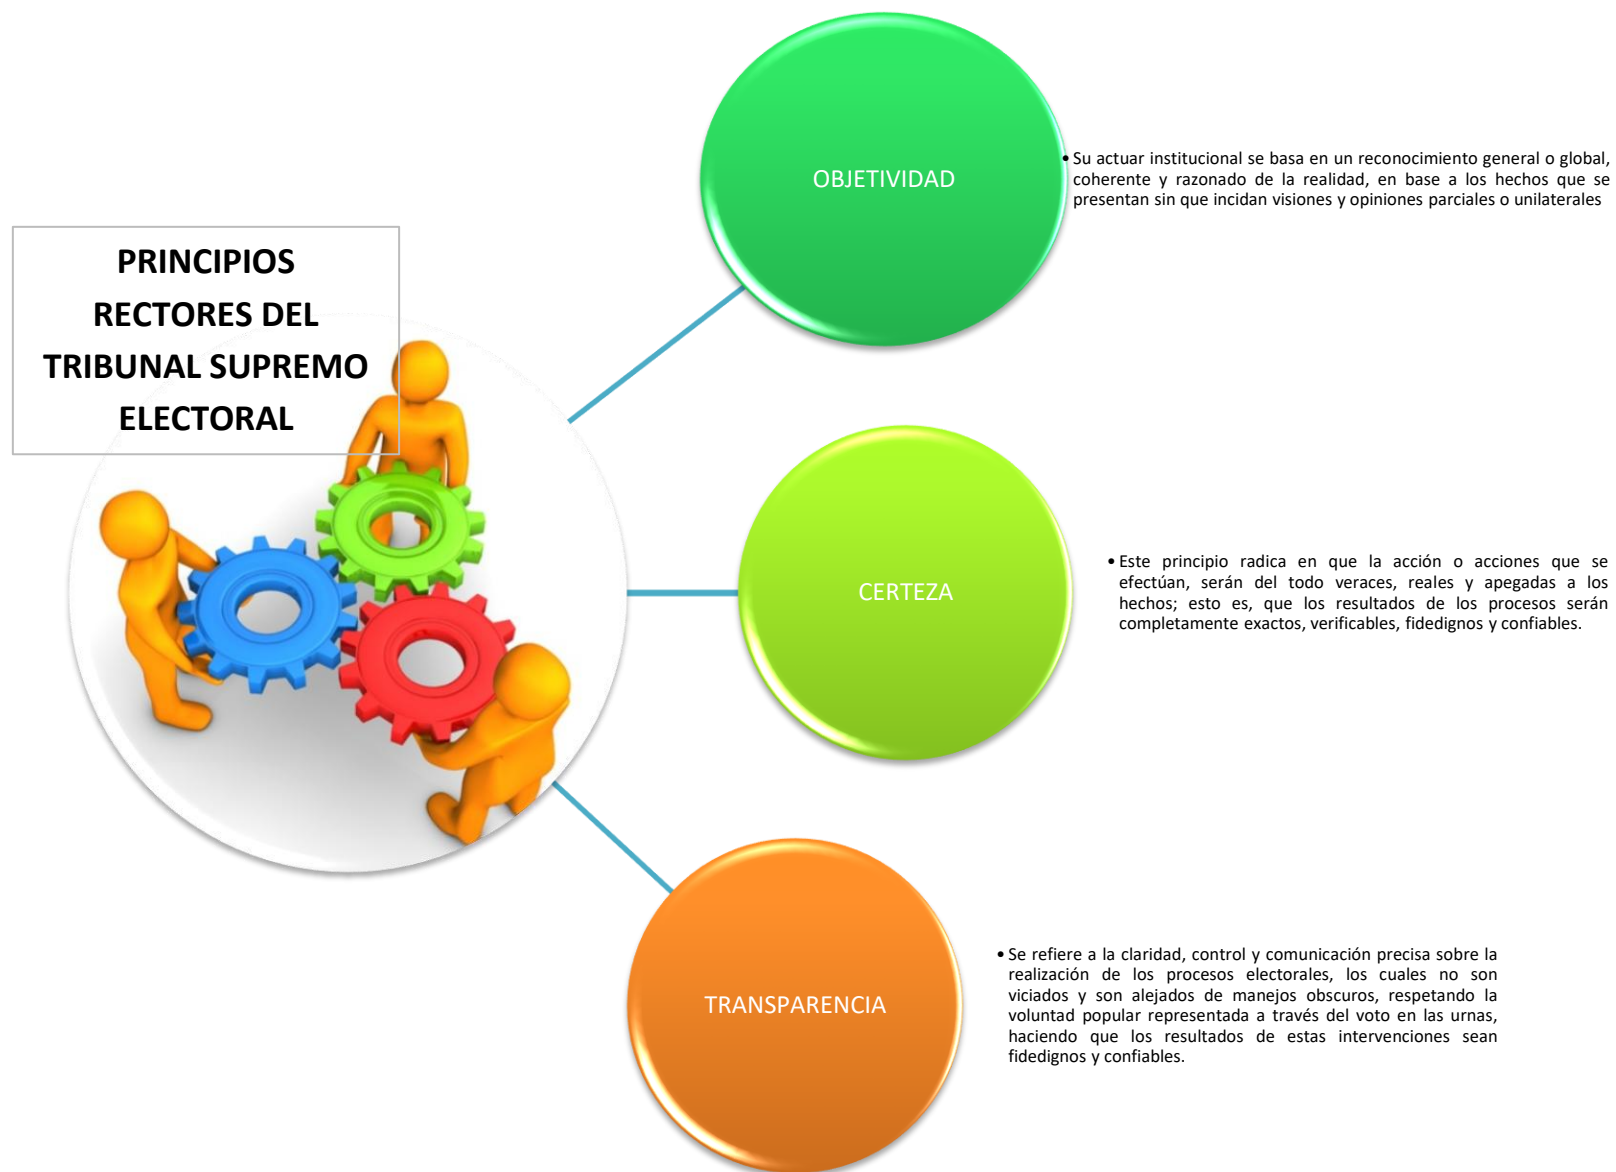 PRINCIPIOS
RECTORES DEL
TRIBUNAL SUPREMO
ELECTORAL
OBJETIVIDAD
• Su actuar institucional se basa en un reconocimiento general o global,
coherente y razonado de la realidad, en base a los hechos que se
presentan sin que incidan visiones y opiniones parciales o unilaterales
CERTEZA
• Este principio radica en que la acción o acciones que se
efectúan, serán del todo veraces, reales y apegadas a los
hechos; esto es, que los resultados de los procesos serán
completamente exactos, verificables, fidedignos y confiables.
TRANSPARENCIA
• Se refiere a la claridad, control y comunicación precisa sobre la
realización de los procesos electorales, los cuales no son
viciados y son alejados de manejos obscuros, respetando la
voluntad popular representada a través del voto en las urnas,
haciendo que los resultados de estas intervenciones sean
fidedignos y confiables.